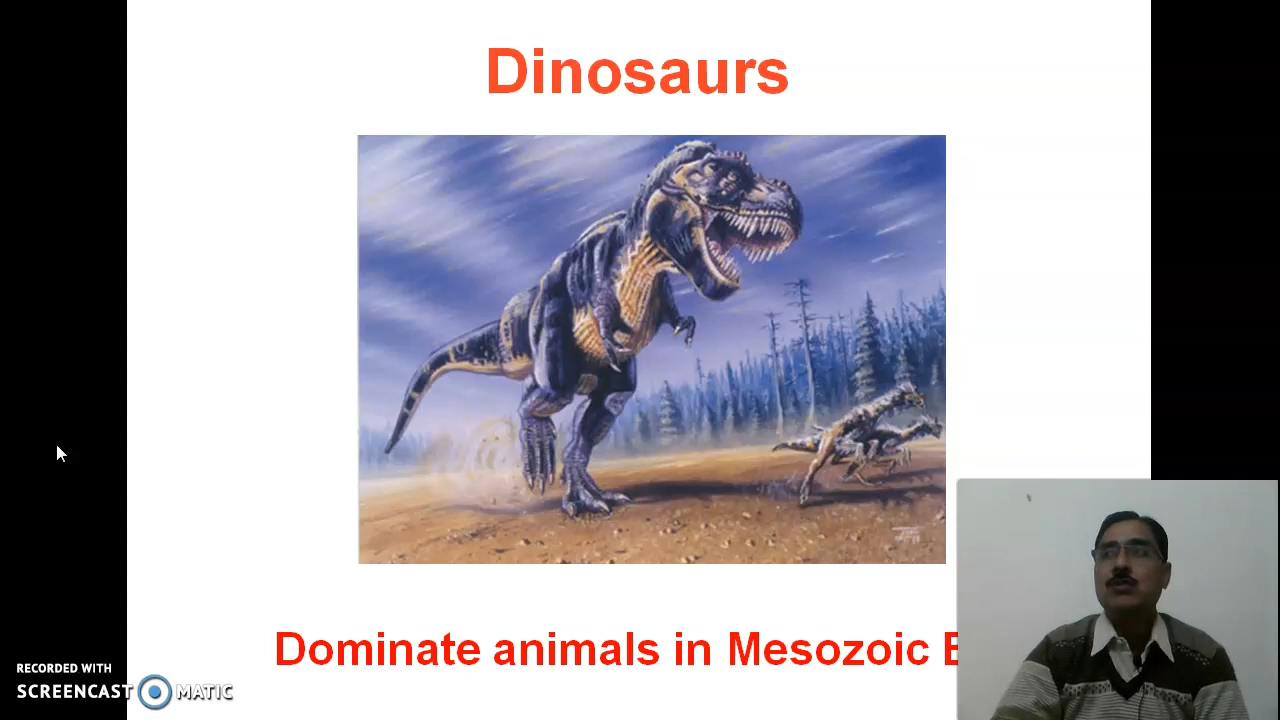 Dinosaurs
Dominate animals in Mesozoic
RECORDED WITH
SCREENCAST MATIC